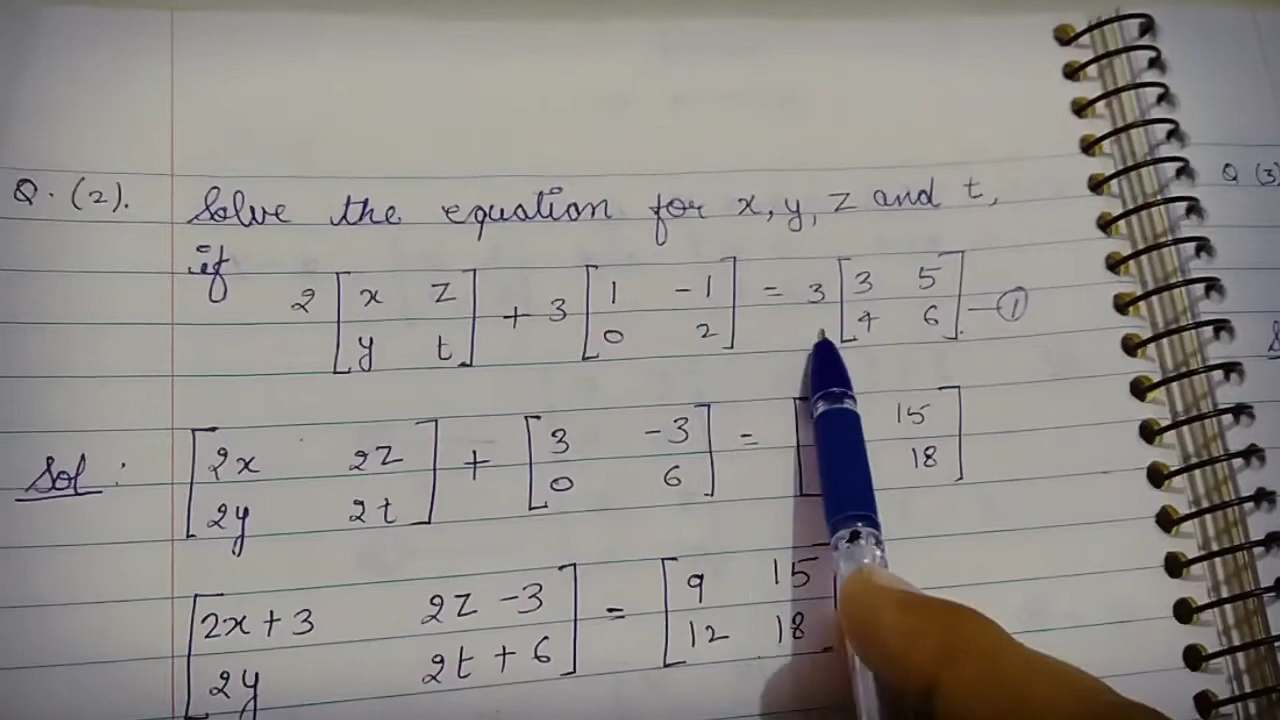 Q. (2). Solve the equation for x, y, z and t,
if 2 [x z] + 3 [1 -1] = 3 [3 5] — ①
[y t] [0 2] [4 6]
Sol : [2x 2z] + [3 -3] = [ 15]
[2y 2t] [0 6] [ 18]
[2x + 3 2z - 3] = [9 15
[2y 2t + 6] [12 18
Q (3)